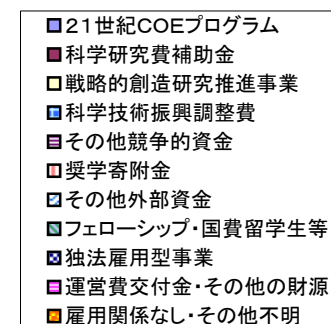 21世紀COEプログラム
科学研究費補助金
戦略的創造研究推進事業
科学技術振興調整費
その他競争的資金
奨学寄附金
その他外部資金
フェローシップ・国費留学生等
独法雇用型事業
運営費交付金・その他の財源
雇用関係なし・その他不明